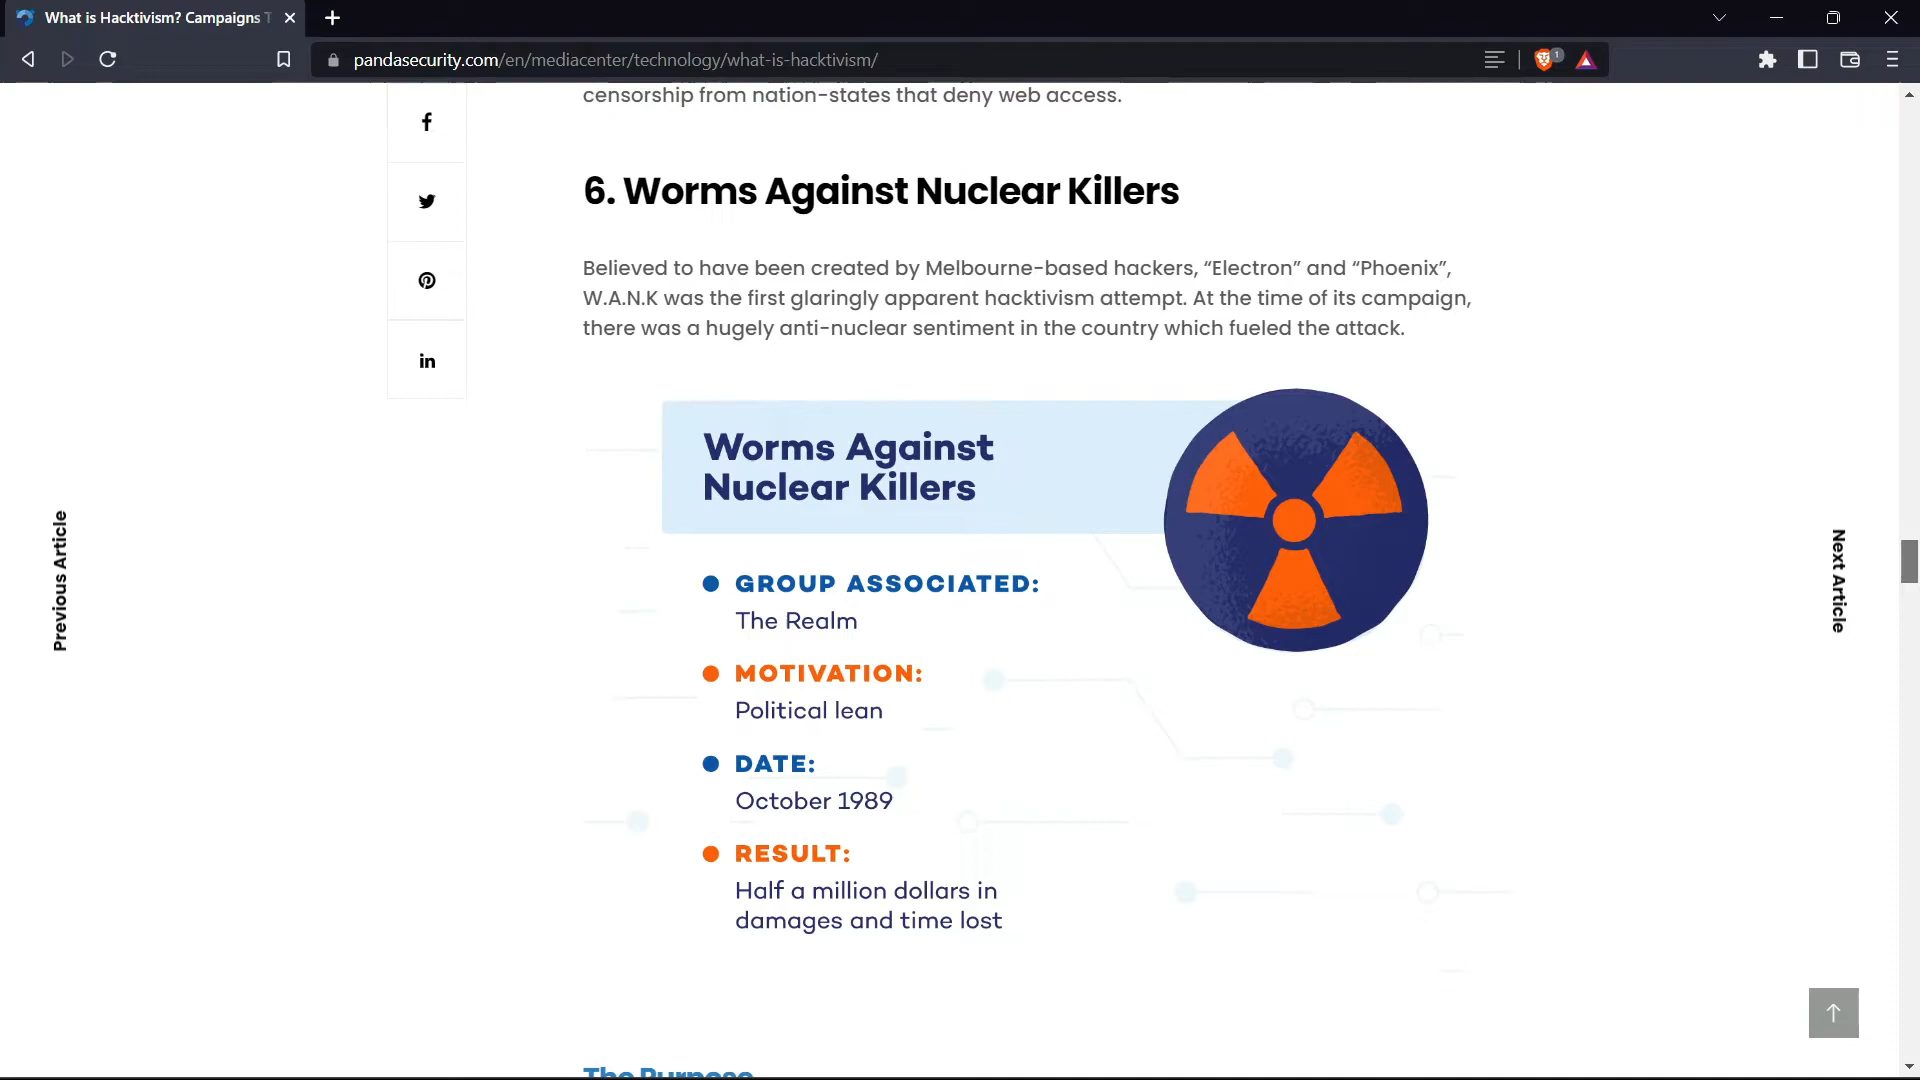 What is Hacktivism? Campaigns T
pandasecurity.com/en/mediacenter/technology/what-is-hacktivism/
1
censorship from nation-states that deny web access.
6. Worms Against Nuclear Killers
Believed to have been created by Melbourne-based hackers, “Electron” and “Phoenix”,
W.A.N.K was the first glaringly apparent hacktivism attempt. At the time of its campaign,
there was a hugely anti-nuclear sentiment in the country which fueled the attack.
Worms Against
Nuclear Killers
GROUP ASSOCIATED:
The Realm
MOTIVATION:
Political lean
DATE:
October 1989
RESULT:
Half a million dollars in
damages and time lost
Previous Article
Next Article
The Purpose